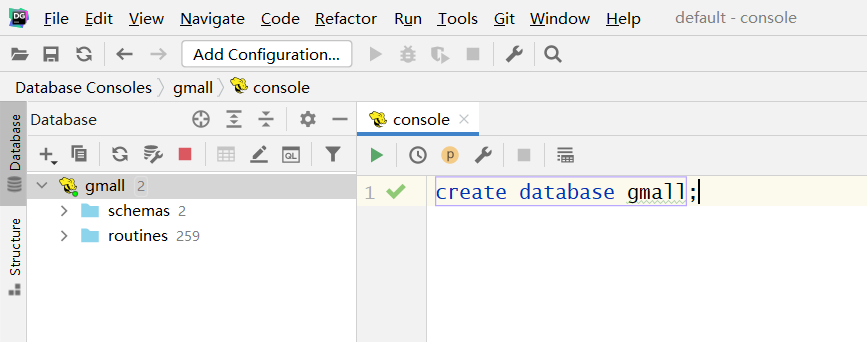 DG File Edit View Navigate Code Refactor Run Tools Git Window Help default - console
Add Configuration...
Database Consoles gmall console
Database
console
Database
p
QL
gmall 2
1 create database gmall;
schemas 2
routines 259
Structure